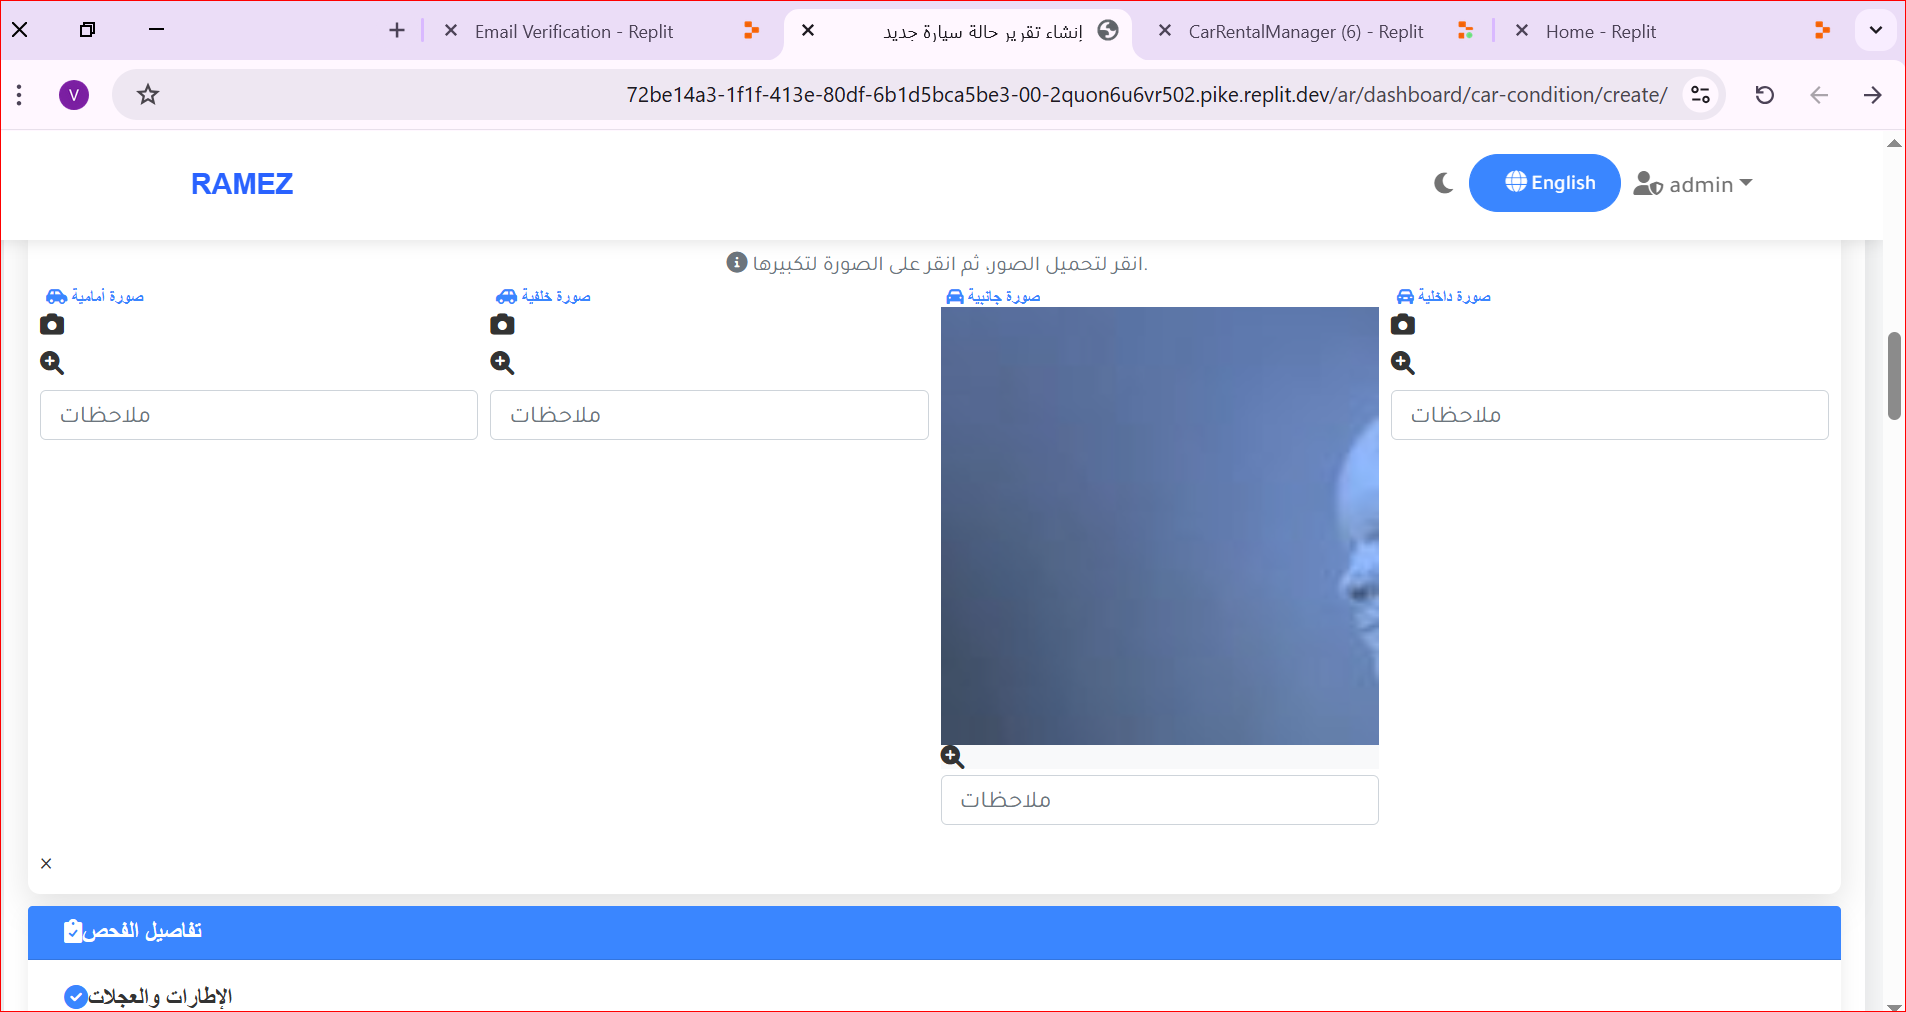 Email Verification - Replit
إنشاء تقرير حالة سيارة جديد
CarRentalManager (6) - Replit
Home - Replit
V
72be14a3-1f1f-413e-80df-6b1d5bca5be3-00-2quon6u6vr502.pike.replit.dev/ar/dashboard/car-condition/create/
RAMEZ
English
admin
انقر لتحميل الصور، ثم انقر على الصورة لتكبيرها.
صورة أمامية
صورة خلفية
صورة جانبية
صورة داخلية
ملاحظات
ملاحظات
ملاحظات
ملاحظات
×
تفاصيل الفحص
الإطارات والعجلات